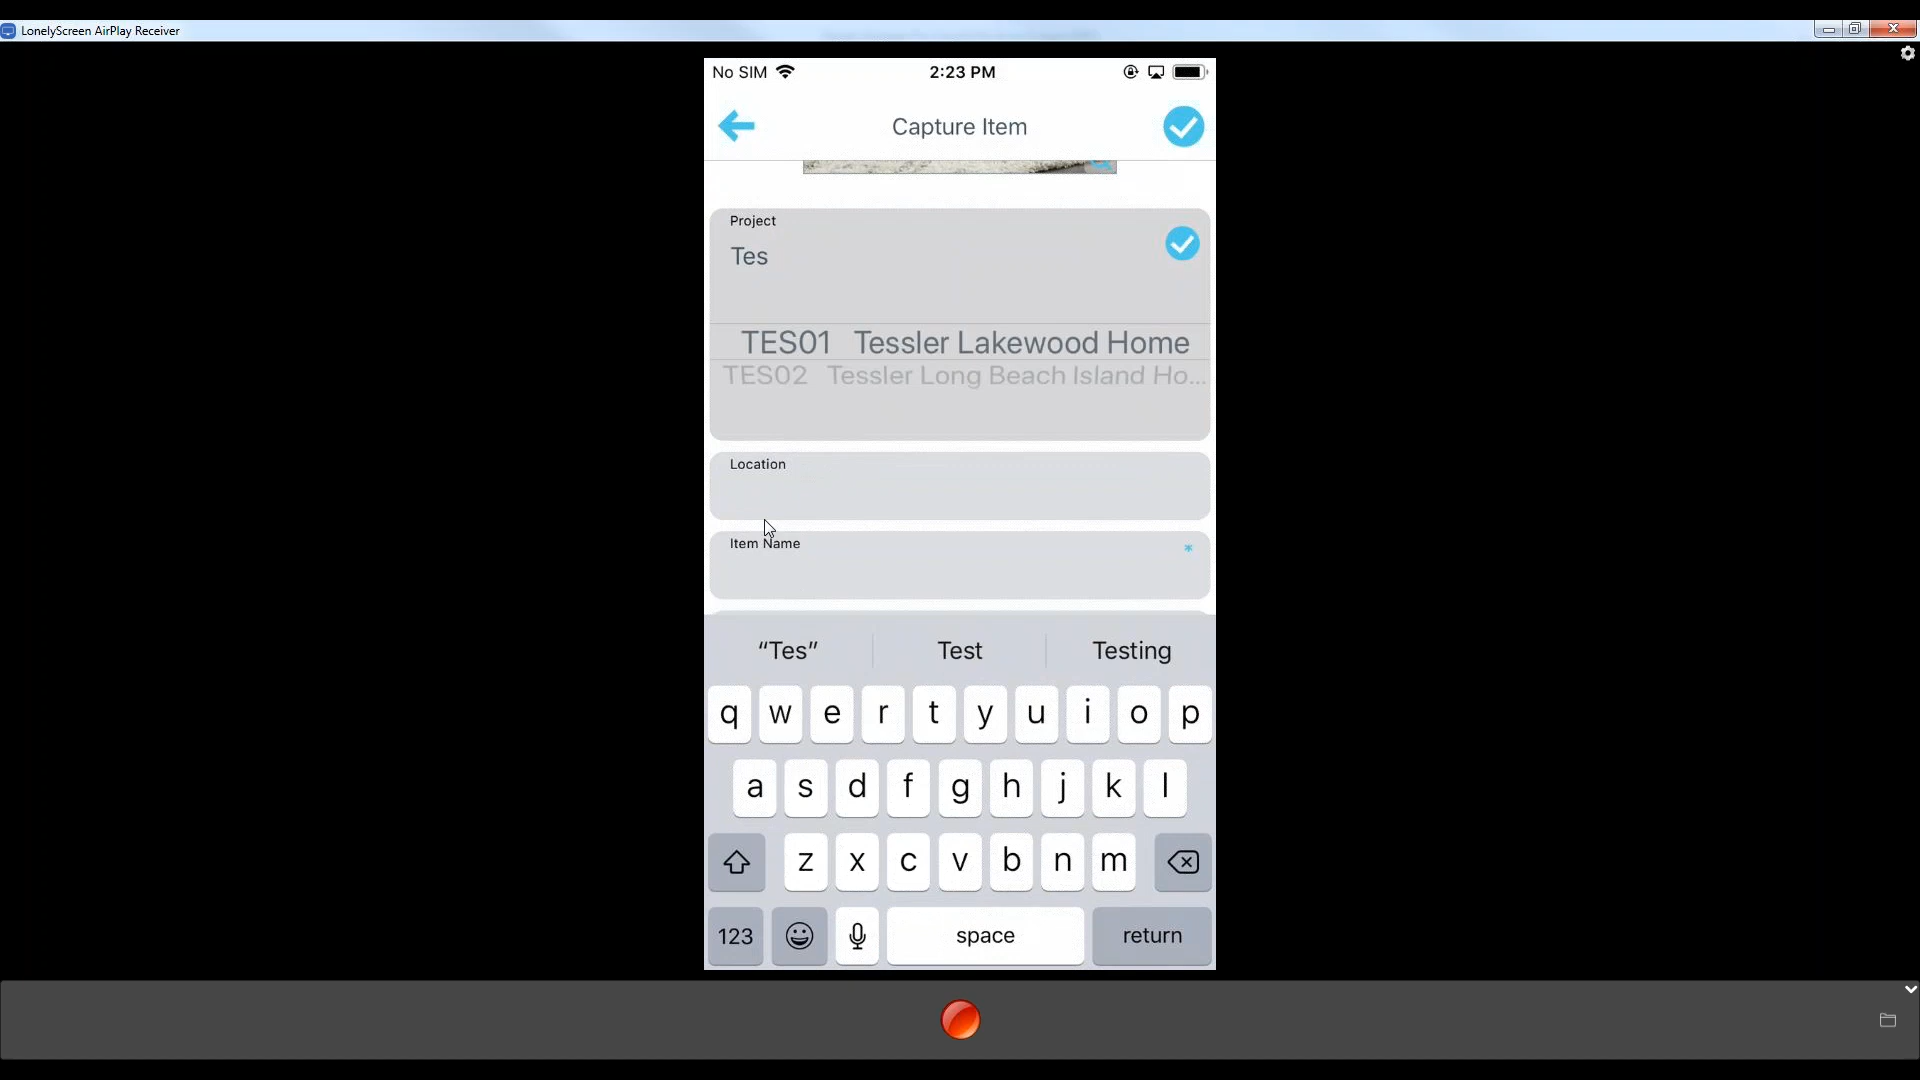 LonelyScreen AirPlay Receiver
No SIM 2:23 PM
Capture Item
Project
Tes
TES01 Tessler Lakewood Home
TES02 Tessler Long Beach Island Ho...
Location
Item Name *
“Tes” Test Testing
q w e r t y u i o p
a s d f g h j k l
z x c v b n m
123 space return